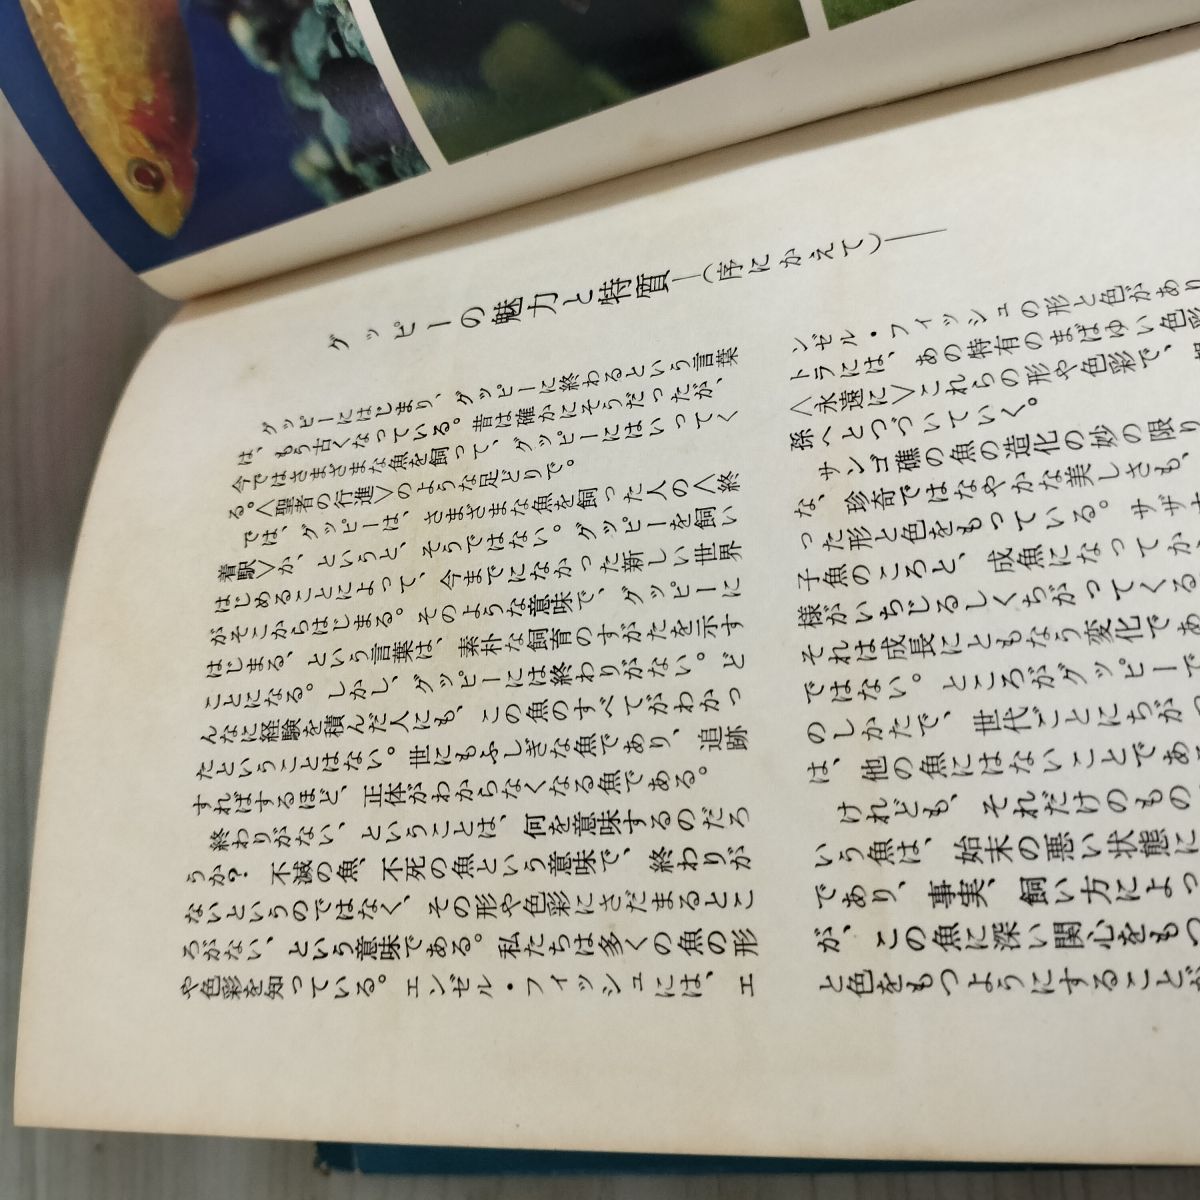 グッピーの魅力と特質―(序にかえて)―
グッピーにはじまり、グッピーに終わるという言葉
は、もう古くなっている。昔は確かにそうだったが、
今ではさまざまな魚を飼って、グッピーにはいってく
る。〈聖者の行進〉のような足どりで。
では、グッピーは、さまざまな魚を飼った人の〈終
着駅〉か、というと、そうではない。グッピーを飼い
はじめることによって、今までになかった新しい世界
がそこからはじまる。そのような意味で、グッピーに
はじまる、という言葉は、素朴な飼育のすがたを示す
ことになる。しかし、グッピーには終わりがない。ど
んなに経験を積んだ人にも、この魚のすべてがわかっ
たということはない。世にもふしぎな魚であり、追跡
すればするほど、正体がわからなくなる魚である。
終わりがない、ということは、何を意味するのだろ
うか？ 不滅の魚、不死の魚という意味で、終わりが
ないというのではなく、その形や色彩にさだまるとこ
ろがない、という意味である。私たちは多くの魚の形
や色彩を知っている。エンゼル・フィッシュには、エ
ンゼル・フィッシュの形と色があり
トラには、あの特有のまばゆい色彩
〈永遠に〉これらの形や色彩で、
孫へとつづいていく。
サンゴ礁の魚の造化の妙の限り
な、珍奇ではなやかな美しさも、
った形と色をもっている。サザナ
子魚のころと、成魚になってか
様がいちじるしくちがってくる
それは成長にともなう変化であ
ではない。ところがグッピーで
のしかたで、世代ごとにちがっ
は、他の魚にはないことであ
けれども、それだけのもの
いう魚は、始末の悪い状態に
であり、事実、飼い方によっ
が、この魚に深い関心をもつ
と色をもつようにすることが